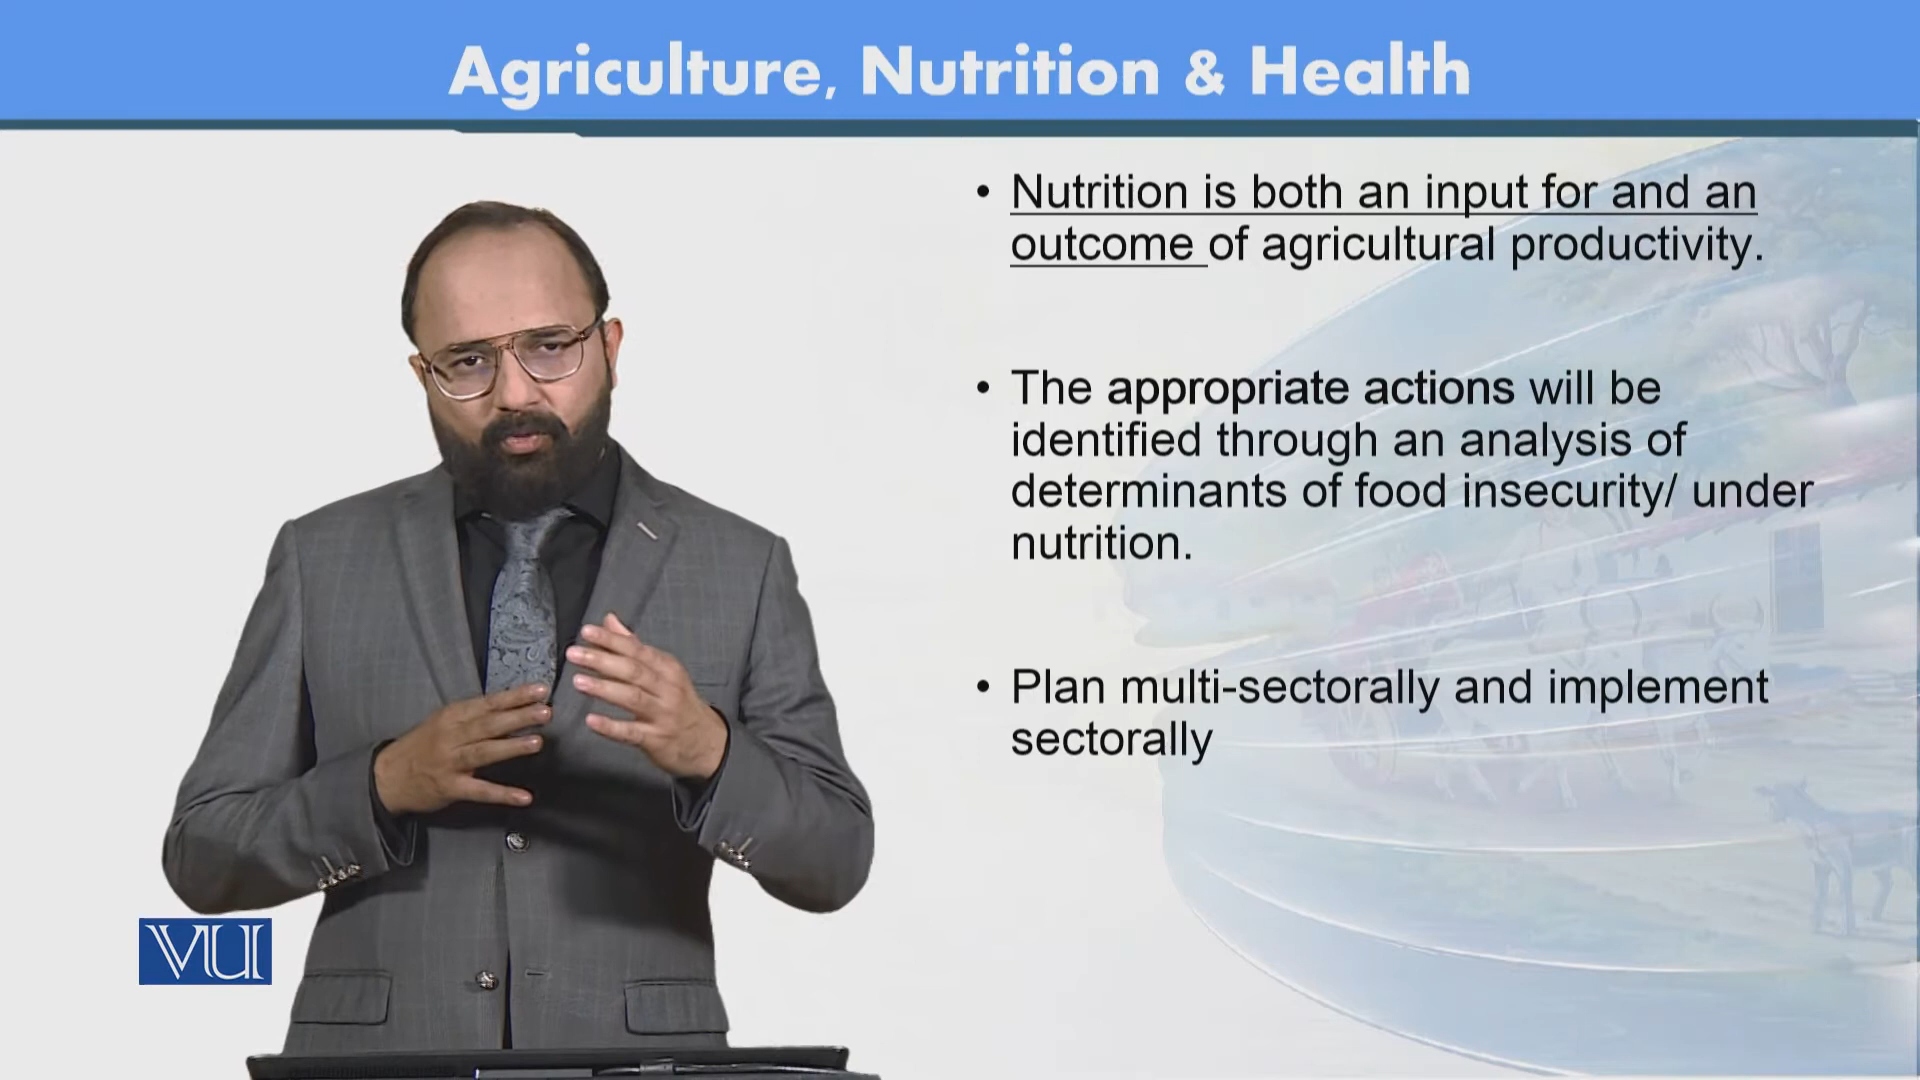 Agriculture, Nutrition & Health
• Nutrition is both an input for and an
outcome of agricultural productivity.
• The appropriate actions will be
identified through an analysis of
determinants of food insecurity/ under
nutrition.
• Plan multi-sectorally and implement
sectorally
VU